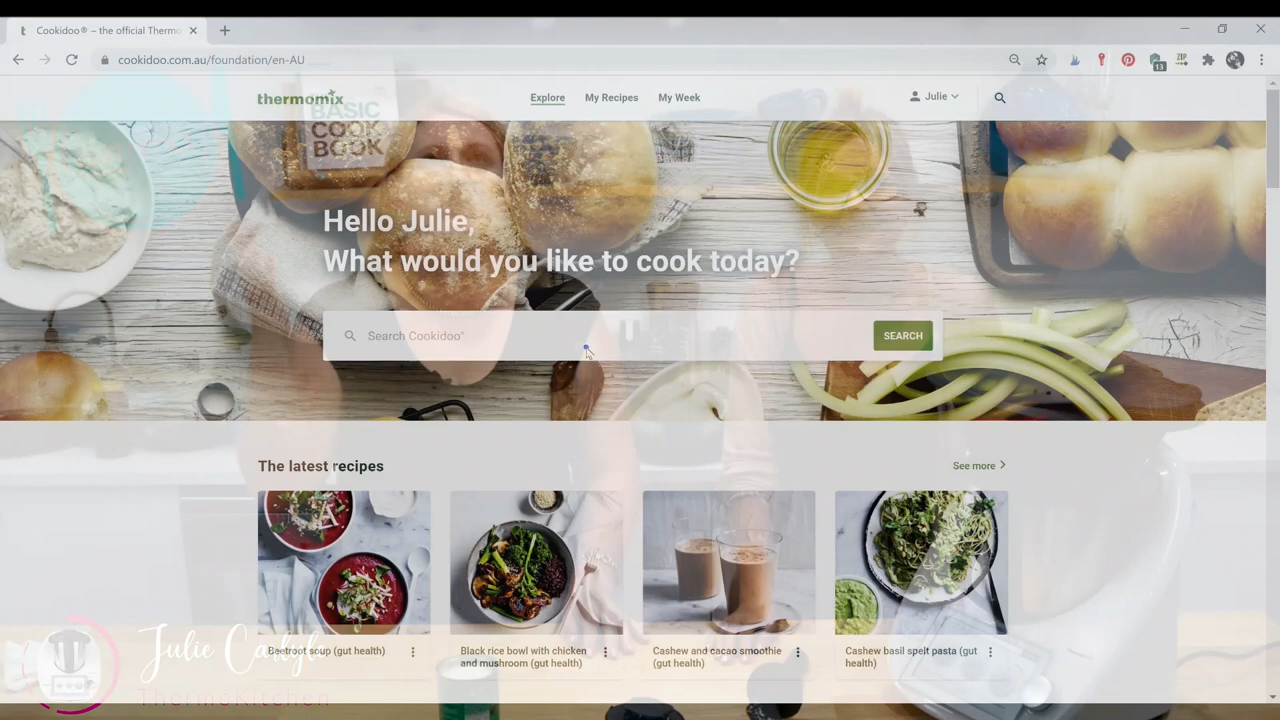 Cookidoo® – the official Thermo
cookidoo.com.au/foundation/en-AU
13
ZIP
thermomix
Explore
My Recipes
My Week
Julie
BASIC
COOK
BOOK
Hello Julie,
What would you like to cook today?
Search Cookidoo®
SEARCH
The latest recipes
See more
Beetroot soup (gut health)
Black rice bowl with chicken
and mushroom (gut health)
Cashew and cacao smoothie
(gut health)
Cashew basil spelt pasta (gut
health)
Julie Carlyle
ThermoKitchen